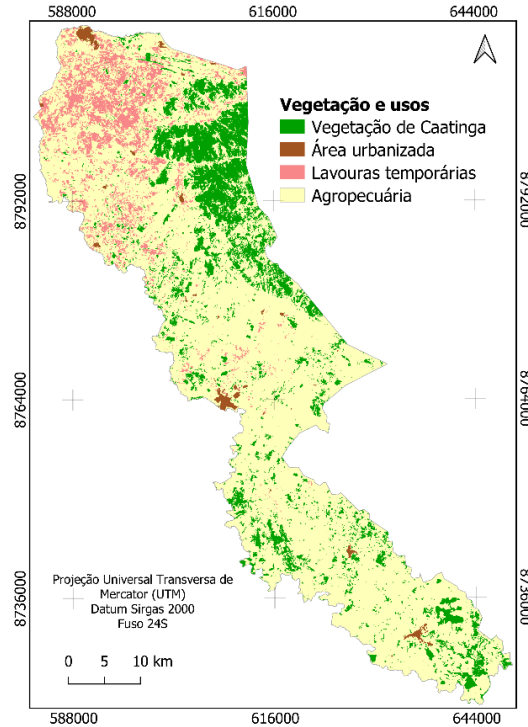 588000 616000 644000
Vegetação e usos
Vegetação de Caatinga
Área urbanizada
Lavouras temporárias
Agropecuária
8792000 8792000
8764000 8764000
8736000 8736000
Projeção Universal Transversa de
Mercator (UTM)
Datum Sirgas 2000
Fuso 24S
0 5 10 km
588000 616000 644000